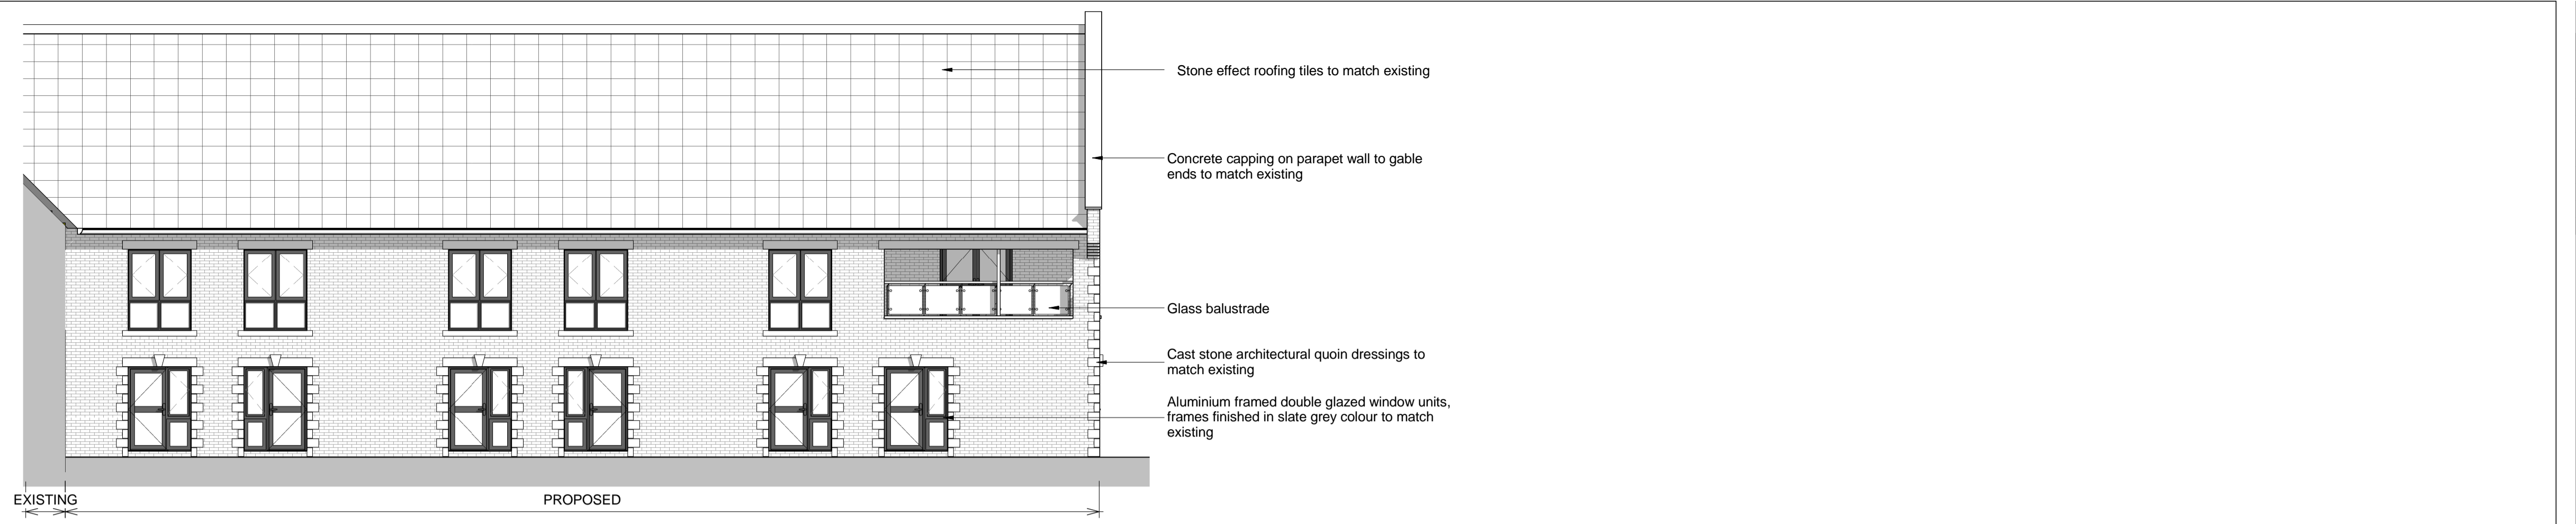 Stone effect roofing tiles to match existing
Concrete capping on parapet wall to gable
ends to match existing
Glass balustrade
Cast stone architectural quoin dressings to
match existing
Aluminium framed double glazed window units,
frames finished in slate grey colour to match
existing
EXISTING
PROPOSED